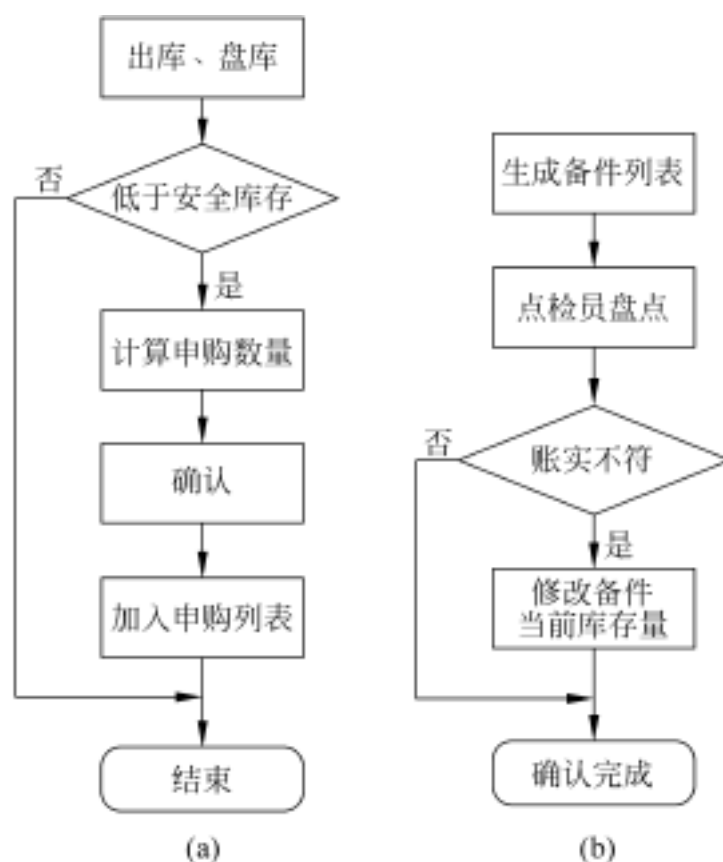 出库、盘库
低于安全库存
否
是
计算申购数量
确认
加入申购列表
结束
(a)
生成备件列表
点检员盘点
账实不符
否
是
修改备件
当前库存量
确认完成
(b)